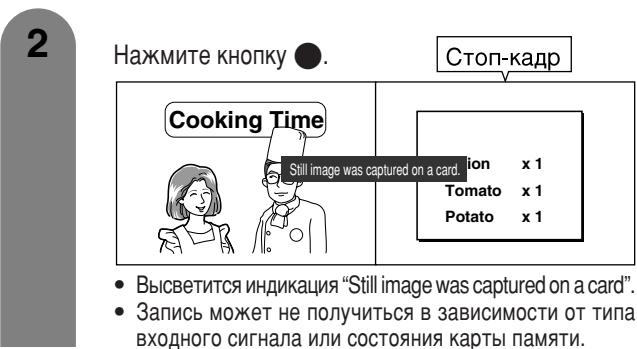 2
Нажмите кнопку ●.
Стоп-кадр
Cooking Time
Still image was captured on a card.
x 1
Tomato x 1
Potato x 1
• Высветится индикация “Still image was captured on a card”.
• Запись может не получиться в зависимости от типа
входного сигнала или состояния карты памяти.